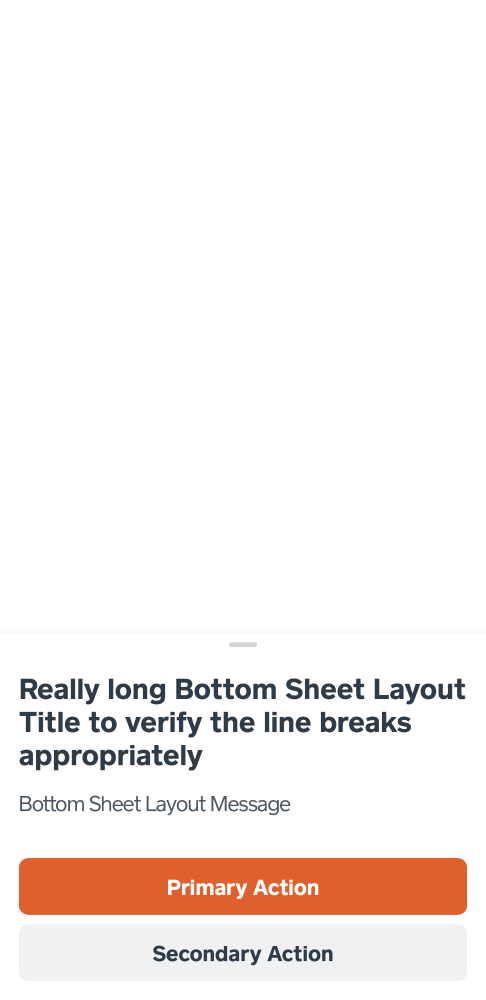 Really long Bottom Sheet Layout
Title to verify the line breaks
appropriately
Bottom Sheet Layout Message
Primary Action
Secondary Action